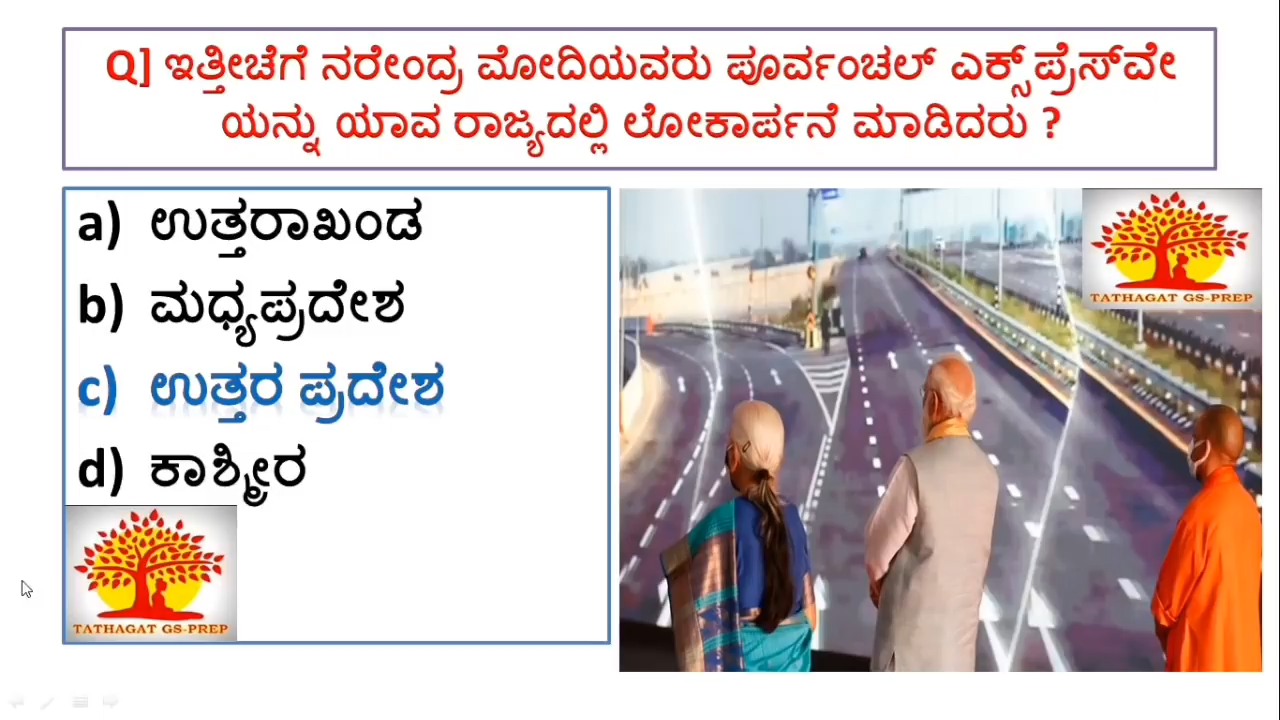 Q] ಇತ್ತೀಚೆಗೆ ನರೇಂದ್ರ ಮೋದಿಯವರು ಪೂರ್ವಂಚಲ್ ಎಕ್ಸ್‌ಪ್ರೆಸ್‌ವೇ
ಯನ್ನು ಯಾವ ರಾಜ್ಯದಲ್ಲಿ ಲೋಕಾರ್ಪನೆ ಮಾಡಿದರು ?
a) ಉತ್ತರಾಖಂಡ
b) ಮಧ್ಯಪ್ರದೇಶ
c) ಉತ್ತರ ಪ್ರದೇಶ
d) ಕಾಶ್ಮೀರ
TATHAGAT GS-PREP
TATHAGAT GS-PREP